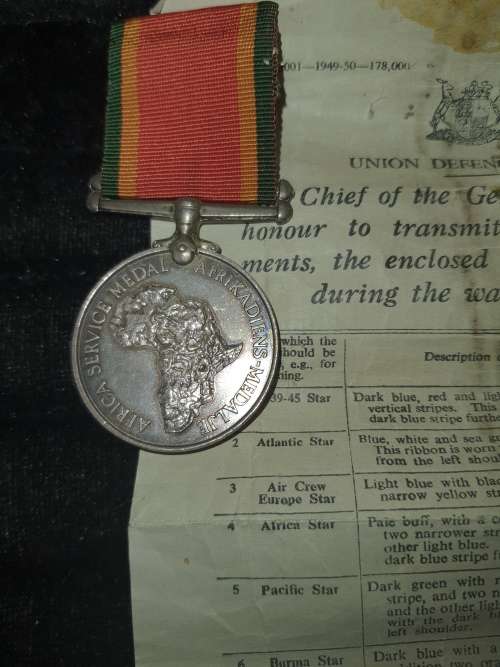 AFRICA SERVICE MEDAL AFRIKADIENS-MEDALJE
001—1949-50—178,000
UNION DEFEN
Chief of the Ge
honour to transmit
ments, the enclosed
during the wa
which the
hould be
, e.g., for
ing.
Description
39-45 Star
Dark blue, red and lig
vertical stripes. This
dark blue stripe furthe
2 Atlantic Star
Blue, white and sea g
This ribbon is worn
from the left shoul
3 Air Crew
Europe Star
Light blue with blac
narrow yellow st
4 Africa Star
Pale buff, with a c
two narrower str
other light blue.
dark blue stripe f
5 Pacific Star
Dark green with r
stripe, and two n
and the other ligh
with the dark b
left shoulder.
6 Burma Star
Dark blue with a